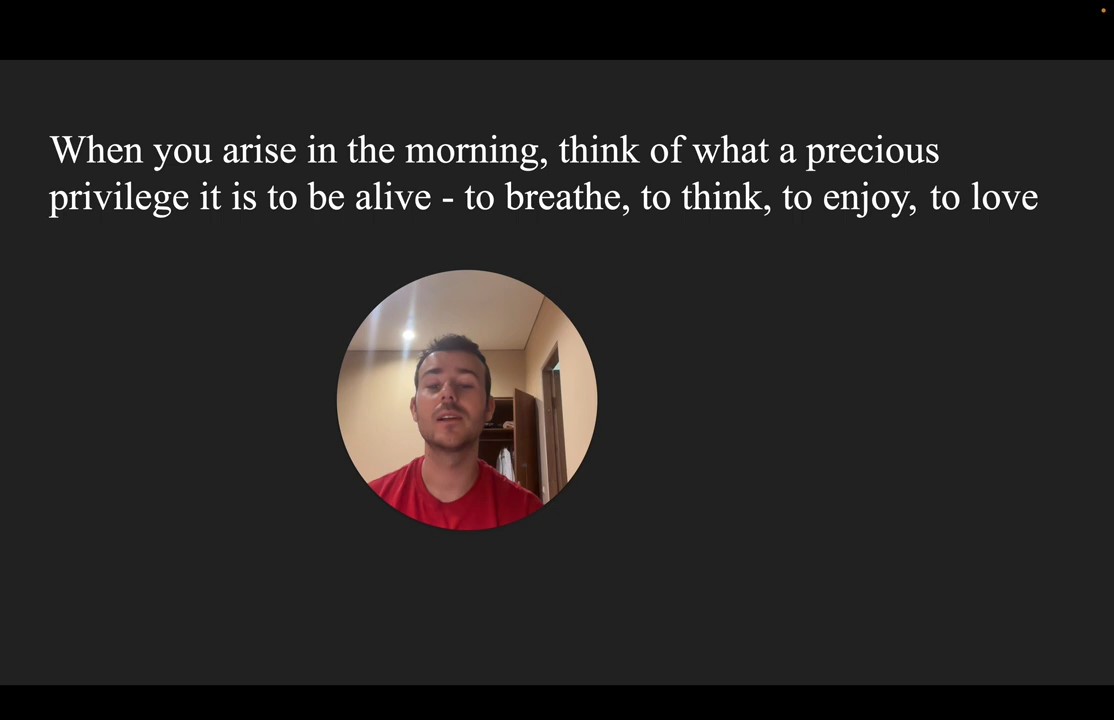 When you arise in the morning, think of what a precious
privilege it is to be alive - to breathe, to think, to enjoy, to love